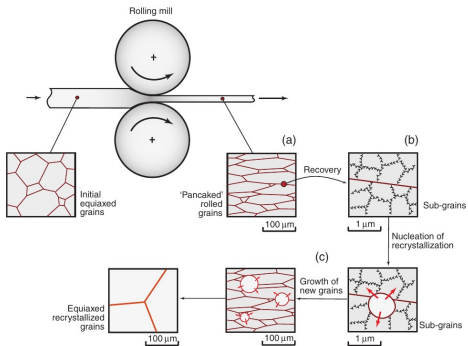 Rolling mill
+
+
Initial
equiaxed
grains
(a)
'Pancaked'
rolled
grains
100 μm
Recovery
(b)
Sub-grains
1 μm
Nucleation of
recrystallization
(c)
Equiaxed
recrystallized
grains
100 μm
Growth of
new grains
100 μm
Sub-grains
1 μm